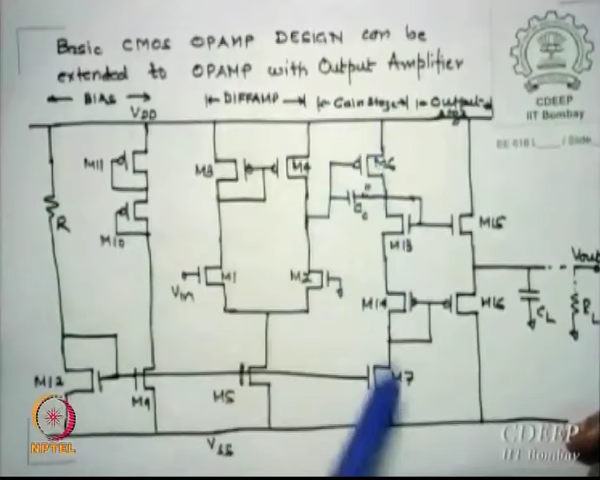 Basic CMOS OPAMP DESIGN can be
extended to OPAMP with Output Amplifier
CDEEP
IIT Bombay
BIAS
DIFFAMP
Gain Stage
Output
VDD
M11
M3
M4
M6
R
M10
Cc
M13
M15
Vout
M1
M2
Vin
M14
M16
CL
RL
M12
M9
M5
M7
VSS
NPTEL
CDEEP
IIT Bombay